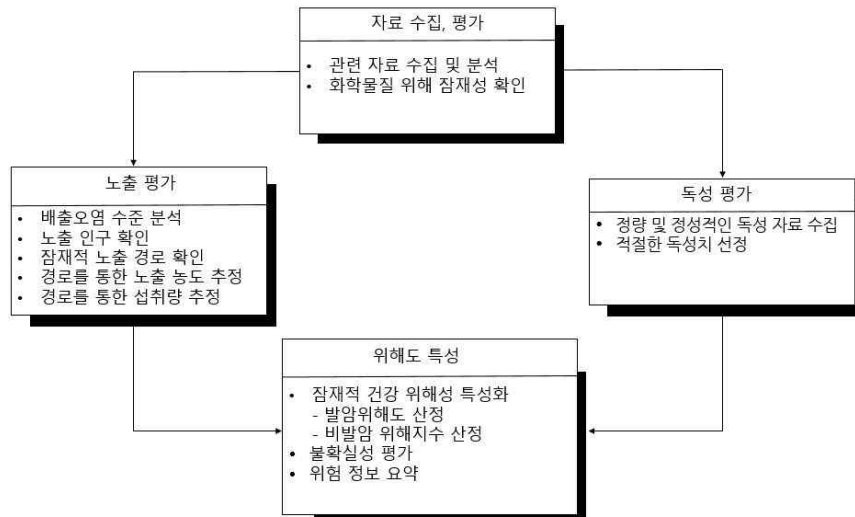 자료 수집, 평가
• 관련 자료 수집 및 분석
• 화학물질 위해 잠재성 확인
노출 평가
• 배출오염 수준 분석
• 노출 인구 확인
• 잠재적 노출 경로 확인
• 경로를 통한 노출 농도 추정
• 경로를 통한 섭취량 추정
독성 평가
• 정량 및 정성적인 독성 자료 수집
• 적절한 독성치 선정
위해도 특성
• 잠재적 건강 위해성 특성화
- 발암위해도 산정
- 비발암 위해지수 산정
• 불확실성 평가
• 위험 정보 요약